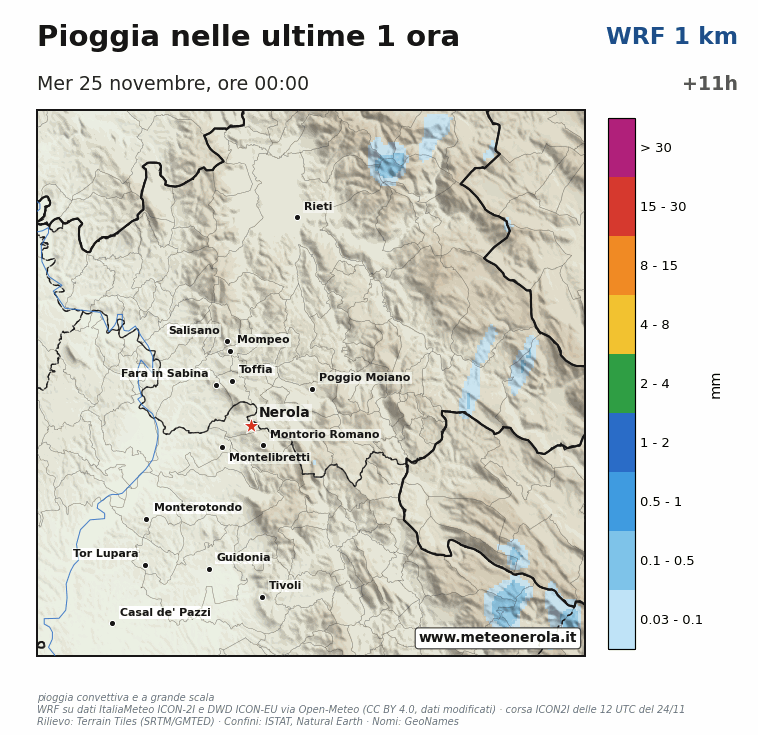 Pioggia nelle ultime 1 ora
WRF 1 km
Mer 25 novembre, ore 00:00
+11h
> 30
15 - 30
8 - 15
4 - 8
2 - 4
1 - 2
0.5 - 1
0.1 - 0.5
0.03 - 0.1
mm
Rieti
Salisano
Mompeo
Toffia
Fara in Sabina
Poggio Moiano
Nerola
Montorio Romano
Montelibretti
Monterotondo
Tor Lupara
Guidonia
Tivoli
Casal de' Pazzi
www.meteonerola.it
pioggia convettiva e a grande scala
WRF su dati ItaliaMeteo ICON-2I e DWD ICON-EU via Open-Meteo (CC BY 4.0, dati modificati) · corsa ICON2I delle 12 UTC del 24/11
Rilievo: Terrain Tiles (SRTM/GMTED) · Confini: ISTAT, Natural Earth · Nomi: GeoNames